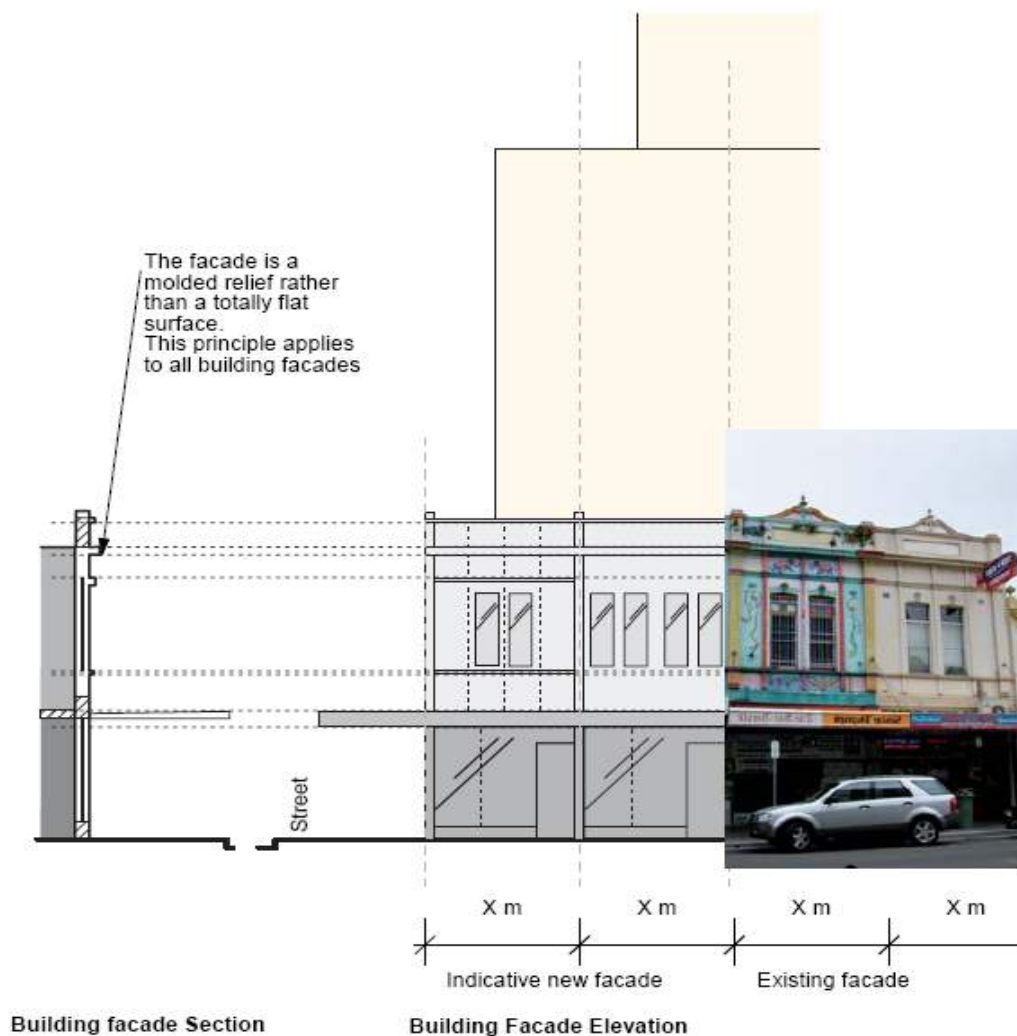 The facade is a
molded relief rather
than a totally flat
surface.
This principle applies
to all building facades
Street
X m
X m
X m
X m
Indicative new facade
Existing facade
Building facade Section
Building Facade Elevation